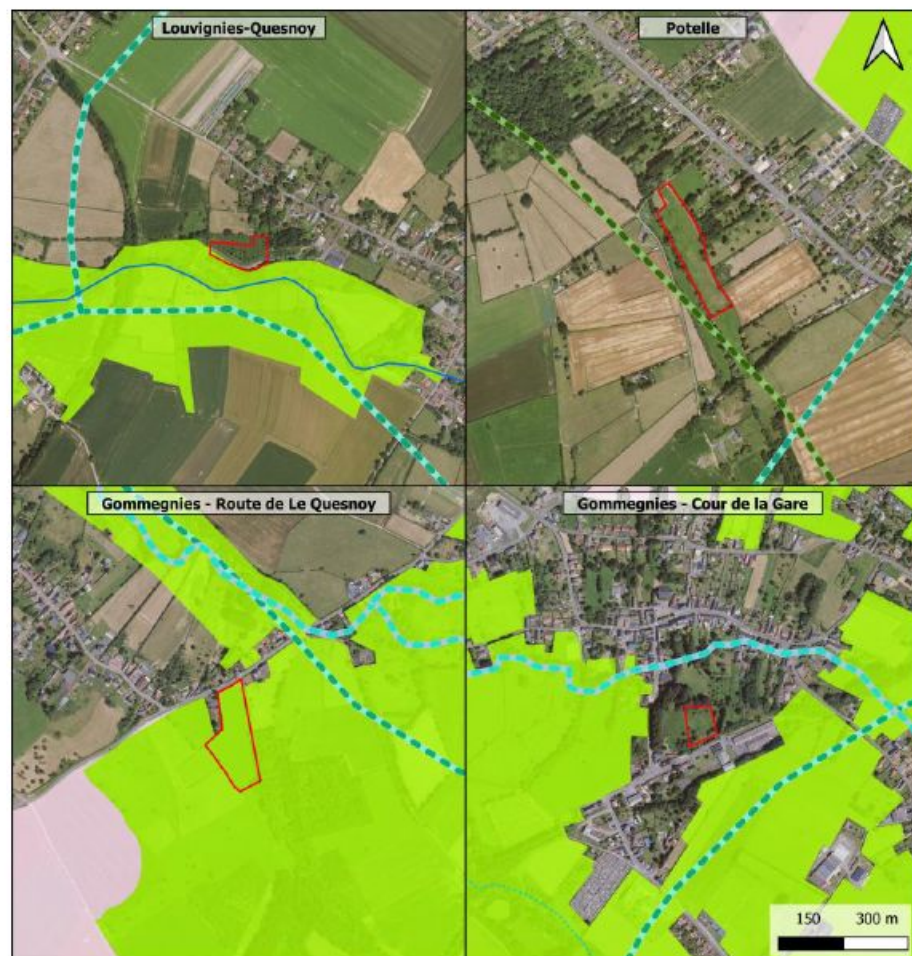 Louvignies-Quesnoy
Potelle
Gommegnies - Route de Le Quesnoy
Gommegnies - Cour de la Gare
150 300 m